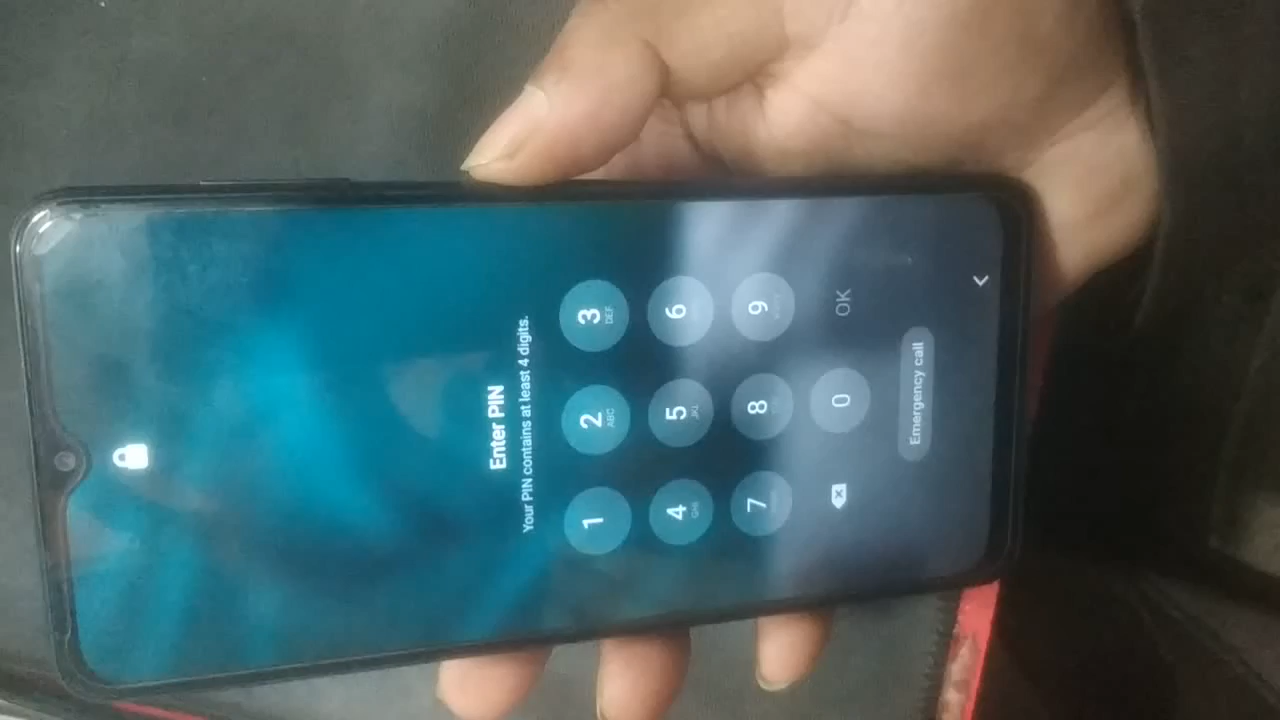 Enter PIN
Your PIN contains at least 4 digits.
1 2 ABC 3 DEF
4 GHI 5 JKL 6
7 8 9
0 OK
Emergency call